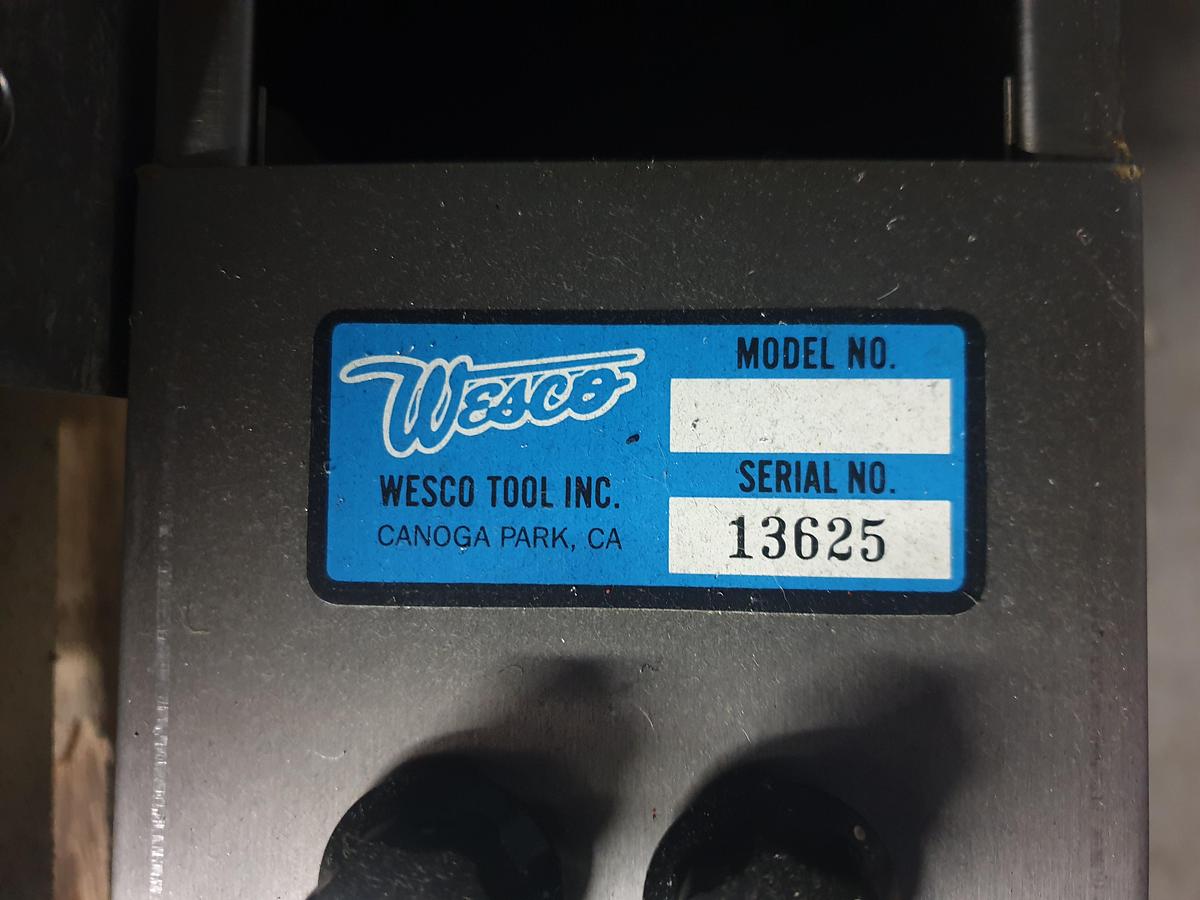 WESCO
WESCO TOOL INC.
CANOGA PARK, CA
MODEL NO.
SERIAL NO.
13625